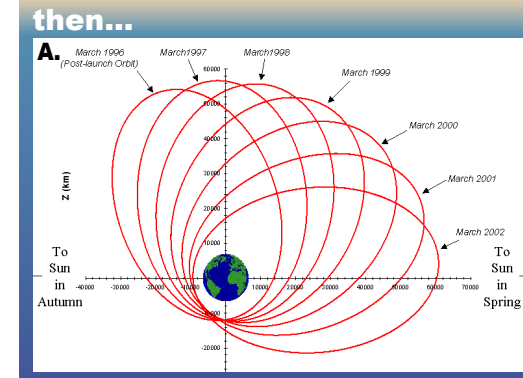 then...
A.
March 1996
(Post-launch Orbit)
March1997
March1998
March 1999
March 2000
March 2001
March 2002
Z (km)
60000
50000
40000
30000
20000
10000
-10000
-20000
-40000
-30000
-20000
-10000
0
10000
20000
30000
40000
50000
60000
70000
To
Sun
in
Autumn
To
Sun
in
Spring